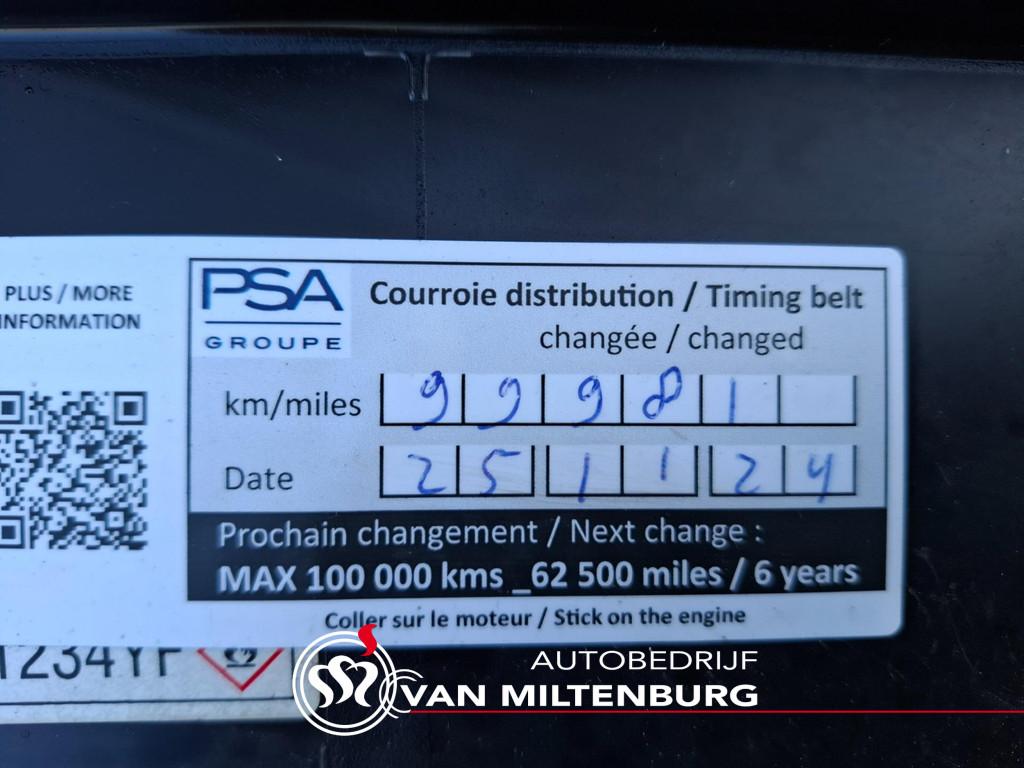 PLUS / MORE
INFORMATION
PSA
GROUPE
Courroie distribution / Timing belt
changée / changed
km/miles 99981
Date 25 11 24
Prochain changement / Next change :
MAX 100 000 kms _62 500 miles / 6 years
Coller sur le moteur / Stick on the engine
1234YF
AUTOBEDRIJF
VAN MILTENBURG